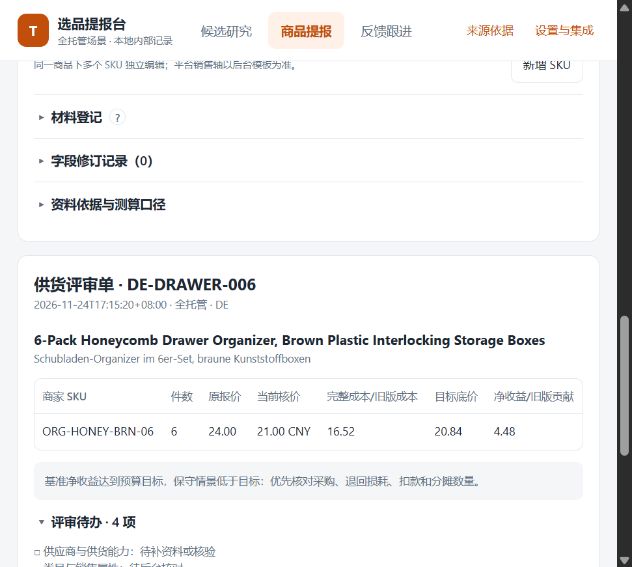 T
选品提报台
全托管场景 · 本地内部记录
候选研究
商品提报
反馈跟进
来源依据
设置与集成
同一商品下多个 SKU 独立编辑；平台销售轴以后台模板为准。
新增 SKU
材料登记 ?
字段修订记录（0）
资料依据与测算口径
供货评审单 · DE-DRAWER-006
2026-11-24T17:15:20+08:00 · 全托管 · DE
6-Pack Honeycomb Drawer Organizer, Brown Plastic Interlocking Storage Boxes
Schubladen-Organizer im 6er-Set, braune Kunststoffboxen
商家 SKU 件数 原报价 当前核价 完整成本/旧版成本 目标底价 净收益/旧版贡献
ORG-HONEY-BRN-06 6 24.00 21.00 CNY 16.52 20.84 4.48
基准净收益达到预算目标，保守情景低于目标：优先核对采购、退回损耗、扣款和分摊数量。
评审待办 · 4 项
供应商与供货能力：待补资料或核验